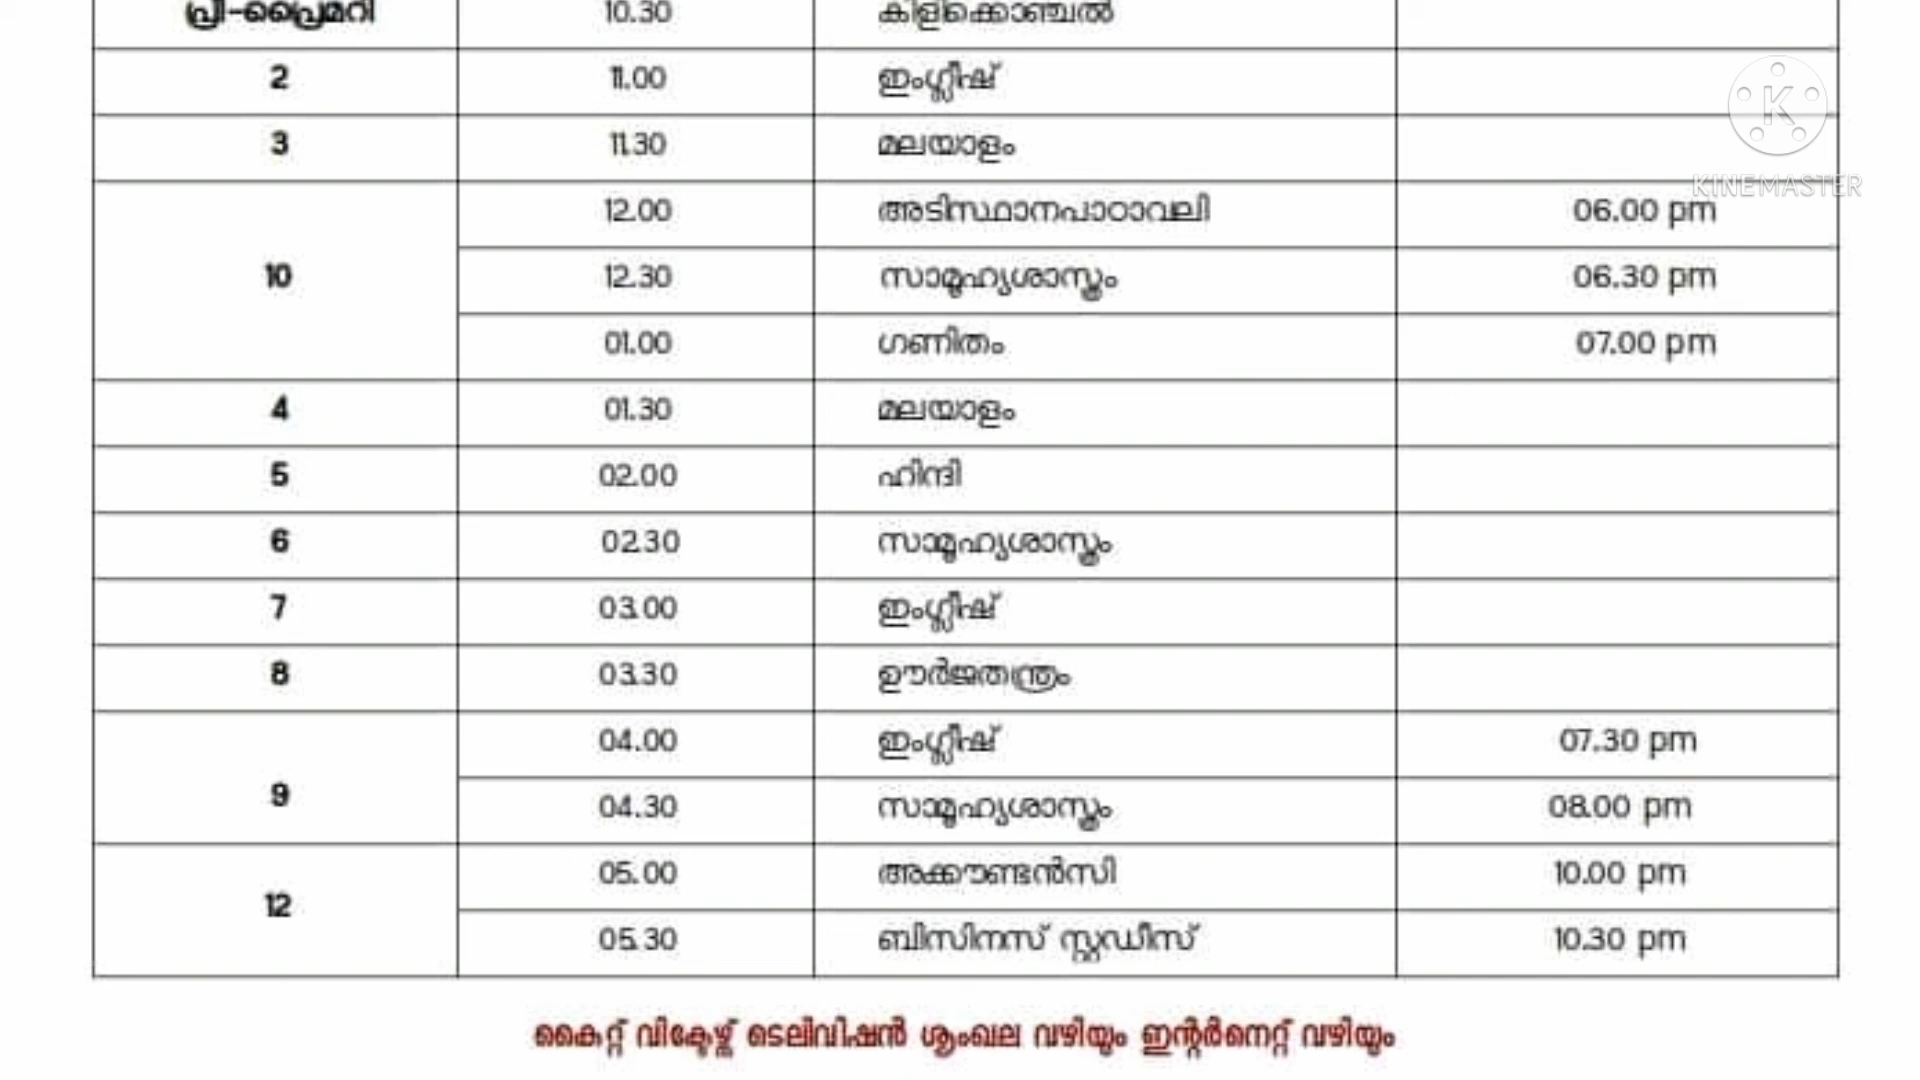 പ്രീ-പ്രൈമറി 10.30 കിളിക്കൊഞ്ചൽ
2 11.00 ഇംഗ്ലീഷ്
3 11.30 മലയാളം
KINEMASTER
10 12.00 അടിസ്ഥാനപാഠാവലി 06.00 pm
12.30 സാമൂഹ്യശാസ്ത്രം 06.30 pm
01.00 ഗണിതം 07.00 pm
4 01.30 മലയാളം
5 02.00 ഹിന്ദി
6 02.30 സാമൂഹ്യശാസ്ത്രം
7 03.00 ഇംഗ്ലീഷ്
8 03.30 ഊർജതന്ത്രം
9 04.00 ഇംഗ്ലീഷ് 07.30 pm
04.30 സാമൂഹ്യശാസ്ത്രം 08.00 pm
12 05.00 അക്കൗണ്ടൻസി 10.00 pm
05.30 ബിസിനസ് സ്റ്റഡീസ് 10.30 pm
കൈറ്റ് വിക്ടേഴ്സ് ടെലിവിഷൻ ശൃംഖല വഴിയും ഇന്റർനെറ്റ് വഴിയും